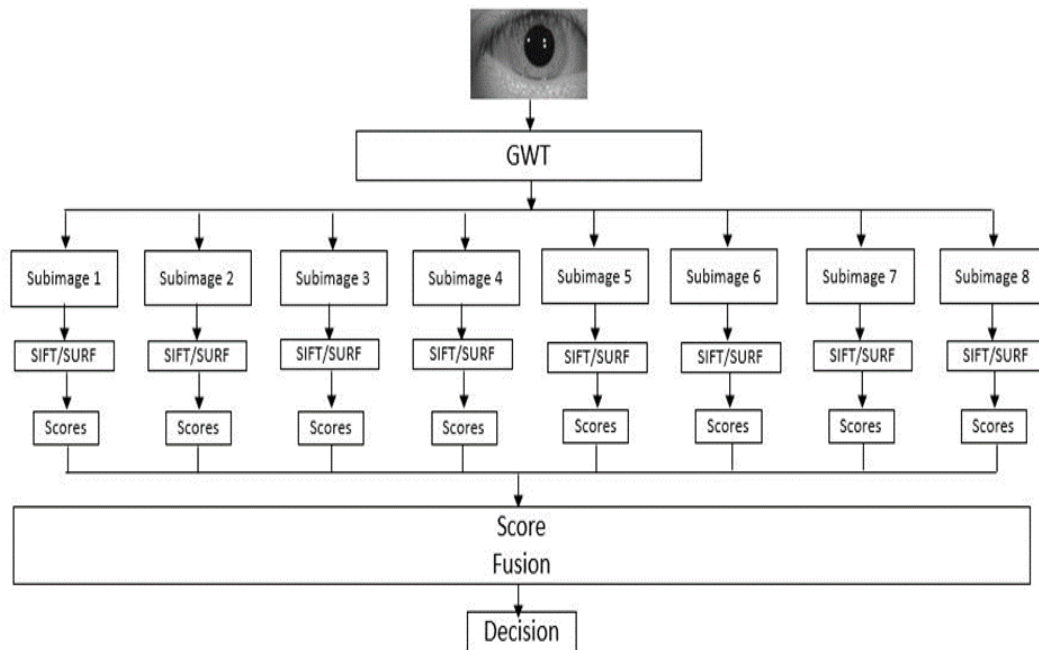 GWT
Subimage 1 Subimage 2 Subimage 3 Subimage 4 Subimage 5 Subimage 6 Subimage 7 Subimage 8
SIFT/SURF SIFT/SURF SIFT/SURF SIFT/SURF SIFT/SURF SIFT/SURF SIFT/SURF SIFT/SURF
Scores Scores Scores Scores Scores Scores Scores Scores
Score
Fusion
Decision